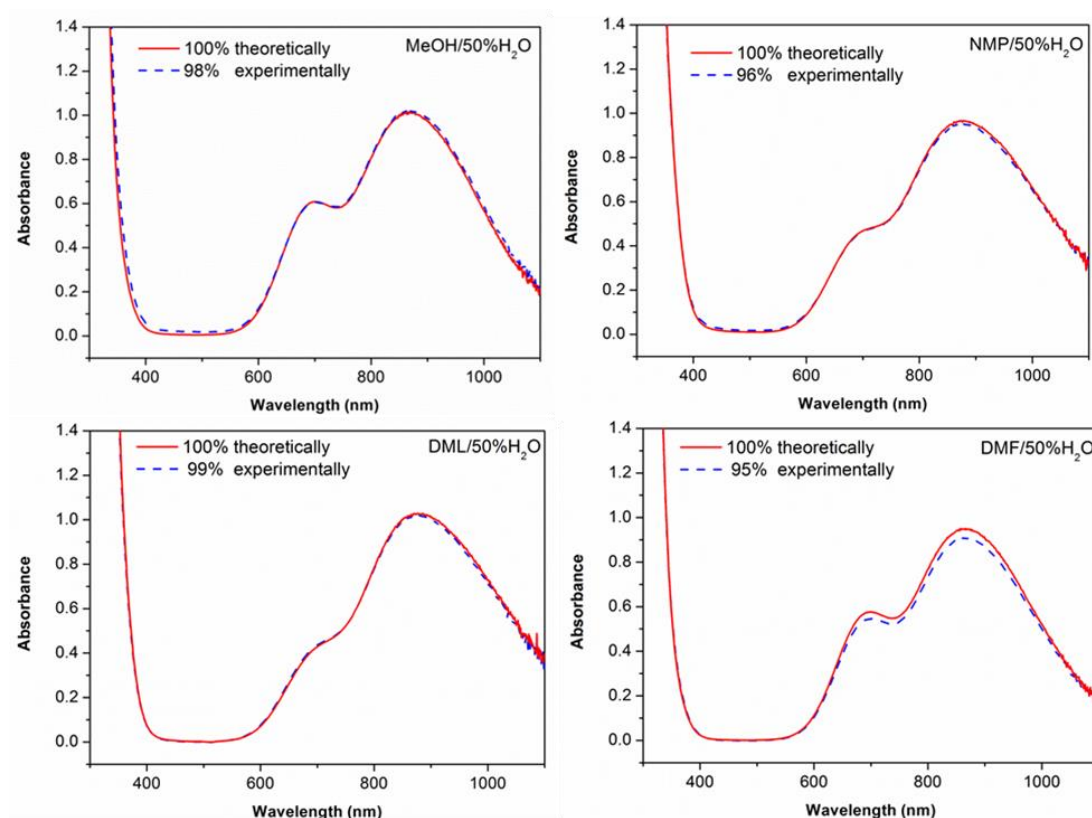 1.4
1.2
1.0
0.8
0.6
0.4
0.2
0.0
Absorbance
100% theoretically
98% experimentally
MeOH/50%H₂O
400 600 800 1000
Wavelength (nm)
1.4
1.2
1.0
0.8
0.6
0.4
0.2
0.0
Absorbance
100% theoretically
96% experimentally
NMP/50%H₂O
400 600 800 1000
Wavelength (nm)
1.4
1.2
1.0
0.8
0.6
0.4
0.2
0.0
Absorbance
100% theoretically
99% experimentally
DML/50%H₂O
400 600 800 1000
Wavelength (nm)
1.4
1.2
1.0
0.8
0.6
0.4
0.2
0.0
Absorbance
100% theoretically
95% experimentally
DMF/50%H₂O
400 600 800 1000
Wavelength (nm)